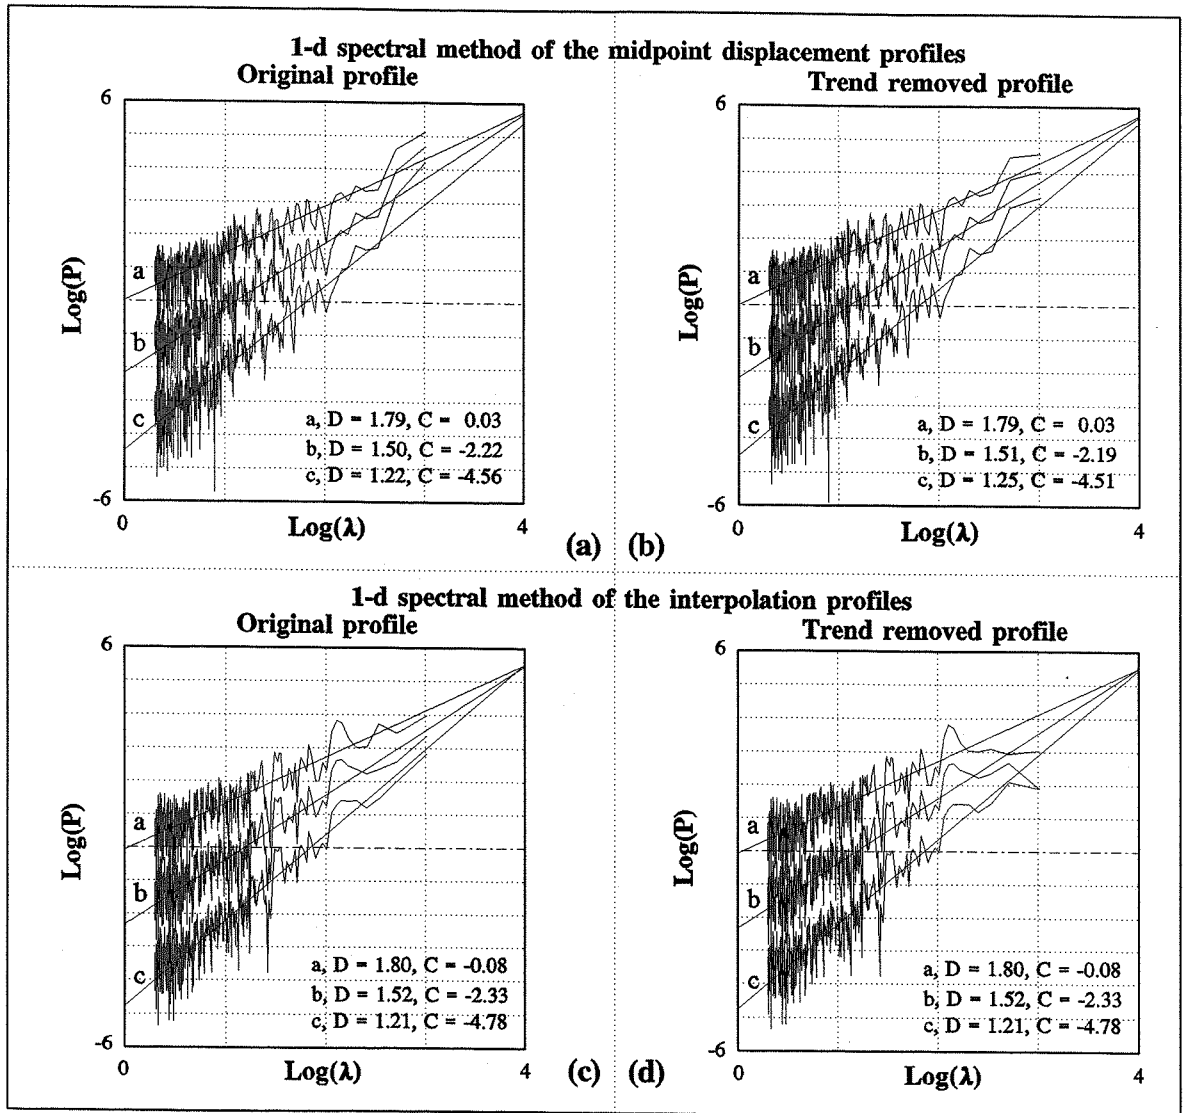 1-d spectral method of the midpoint displacement profiles
Original profile
6
Log(P)
a
b
c
a, D = 1.79, C = 0.03
b, D = 1.50, C = -2.22
c, D = 1.22, C = -4.56
-6
0
Log(λ)
4
(a)
Trend removed profile
6
Log(P)
a
b
c
a, D = 1.79, C = 0.03
b, D = 1.51, C = -2.19
c, D = 1.25, C = -4.51
-6
0
Log(λ)
4
(b)
1-d spectral method of the interpolation profiles
Original profile
6
Log(P)
a
b
c
a, D = 1.80, C = -0.08
b, D = 1.52, C = -2.33
c, D = 1.21, C = -4.78
-6
0
Log(λ)
4
(c)
Trend removed profile
6
Log(P)
a
b
c
a, D = 1.80, C = -0.08
b, D = 1.52, C = -2.33
c, D = 1.21, C = -4.78
-6
0
Log(λ)
4
(d)